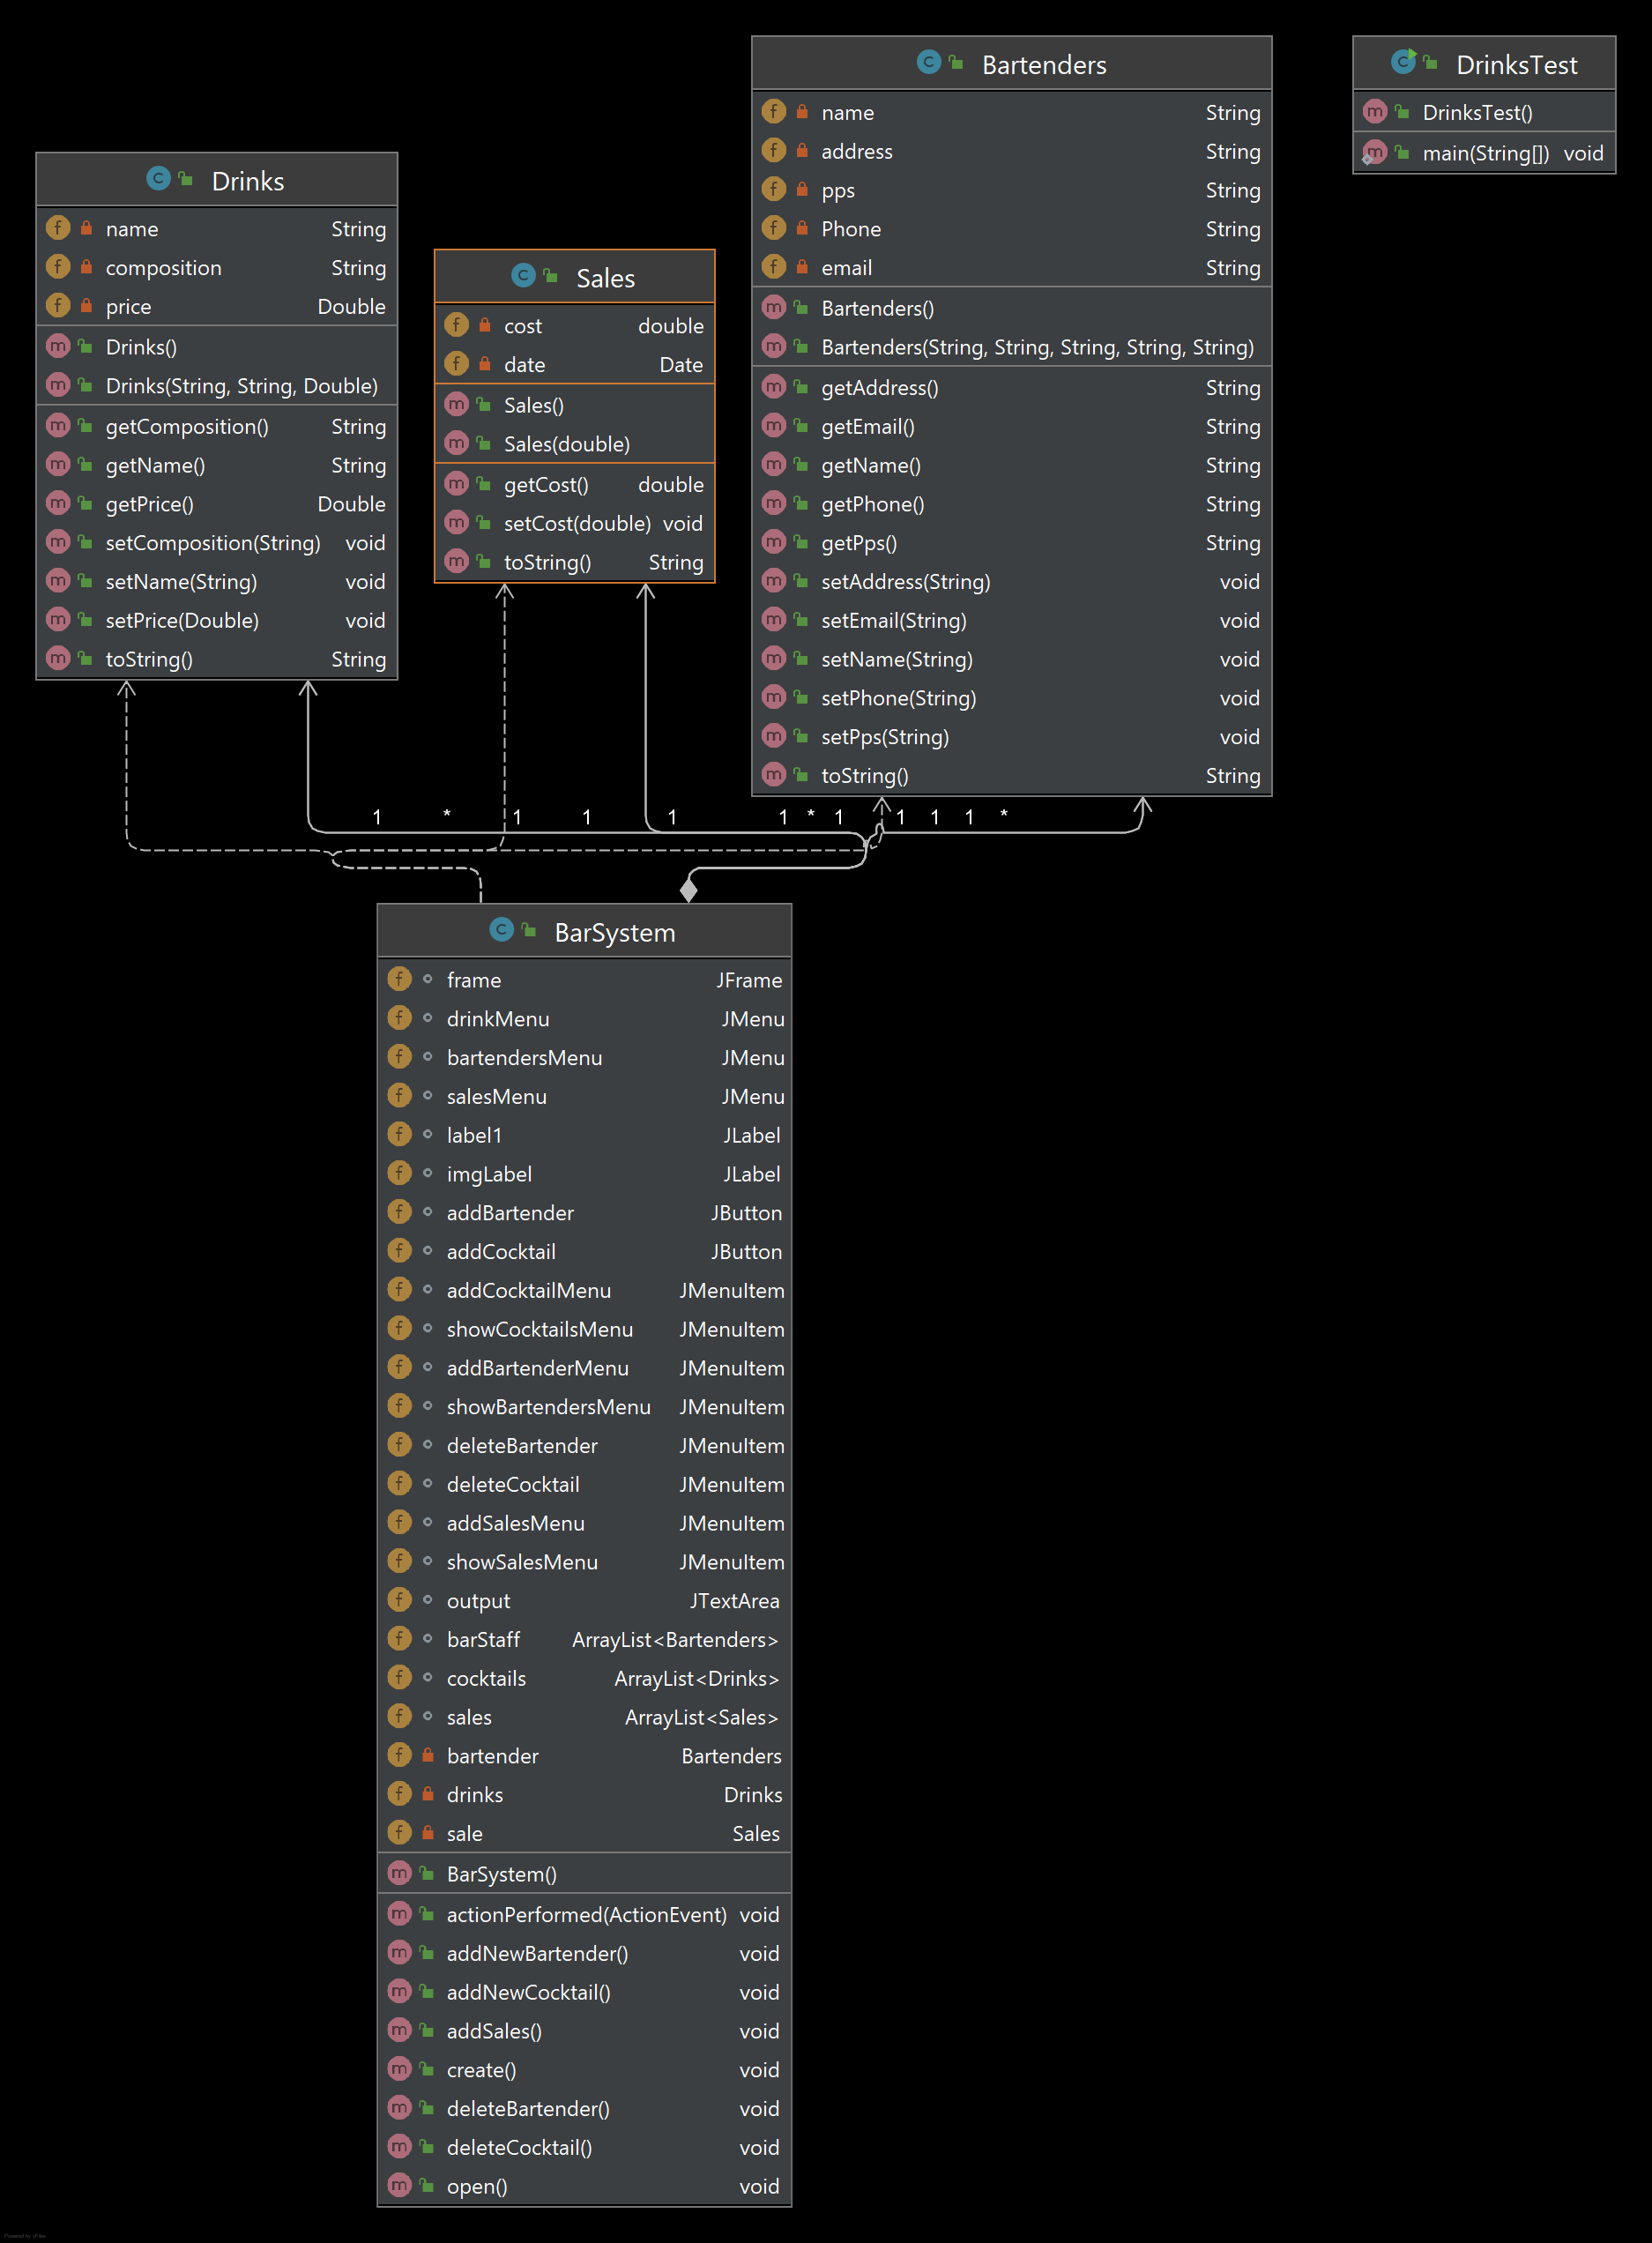 Bartenders
name String
address String
pps String
Phone String
email String
Bartenders()
Bartenders(String, String, String, String, String)
getAddress() String
getEmail() String
getName() String
getPhone() String
getPps() String
setAddress(String) void
setEmail(String) void
setName(String) void
setPhone(String) void
setPps(String) void
toString() String
DrinksTest
DrinksTest()
main(String[]) void
Drinks
name String
composition String
price Double
Drinks()
Drinks(String, String, Double)
getComposition() String
getName() String
getPrice() Double
setComposition(String) void
setName(String) void
setPrice(Double) void
toString() String
Sales
cost double
date Date
Sales()
Sales(double)
getCost() double
setCost(double) void
toString() String
1 * 1 1 1 1 * 1 1 1 1 *
BarSystem
frame JFrame
drinkMenu JMenu
bartendersMenu JMenu
salesMenu JMenu
label1 JLabel
imgLabel JLabel
addBartender JButton
addCocktail JButton
addCocktailMenu JMenuItem
showCocktailsMenu JMenuItem
addBartenderMenu JMenuItem
showBartendersMenu JMenuItem
deleteBartender JMenuItem
deleteCocktail JMenuItem
addSalesMenu JMenuItem
showSalesMenu JMenuItem
output JTextArea
barStaff ArrayList<Bartenders>
cocktails ArrayList<Drinks>
sales ArrayList<Sales>
bartender Bartenders
drinks Drinks
sale Sales
BarSystem()
actionPerformed(ActionEvent) void
addNewBartender() void
addNewCocktail() void
addSales() void
create() void
deleteBartender() void
deleteCocktail() void
open() void
Powered by yFiles